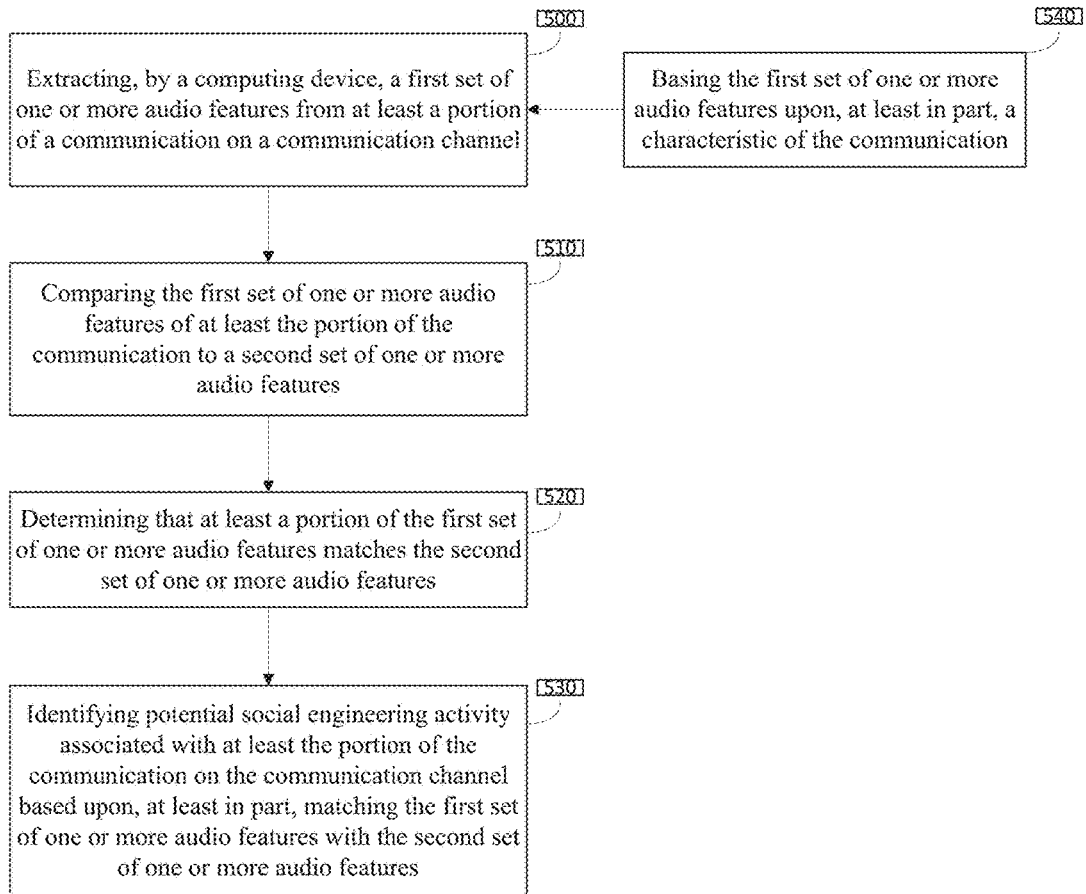 500
Extracting, by a computing device, a first set of
one or more audio features from at least a portion
of a communication on a communication channel
540
Basing the first set of one or more
audio features upon, at least in part, a
characteristic of the communication
510
Comparing the first set of one or more audio
features of at least the portion of the
communication to a second set of one or more
audio features
520
Determining that at least a portion of the first set
of one or more audio features matches the second
set of one or more audio features
530
Identifying potential social engineering activity
associated with at least the portion of the
communication on the communication channel
based upon, at least in part, matching the first set
of one or more audio features with the second set
of one or more audio features